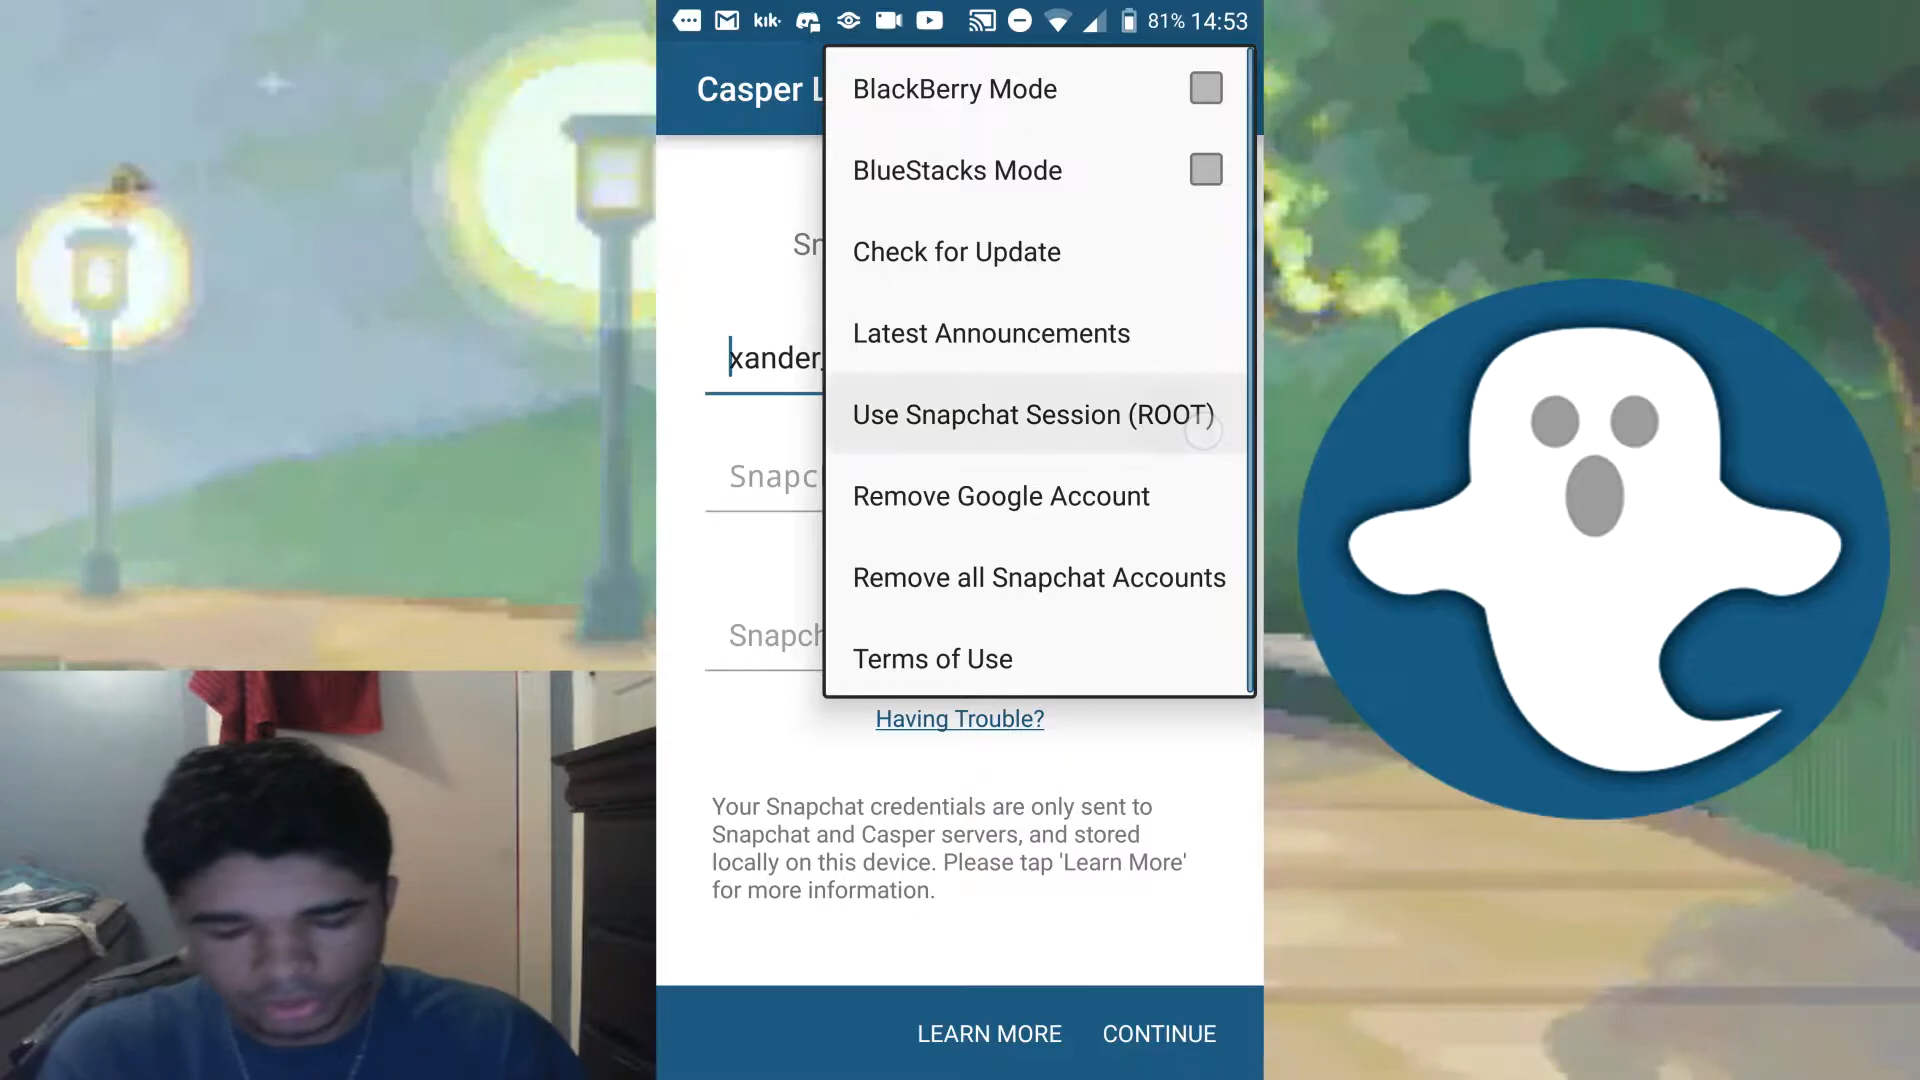 kik.
81% 14:53
Casper L
BlackBerry Mode
BlueStacks Mode
Check for Update
Sn
Latest Announcements
xander_
Use Snapchat Session (ROOT)
Snapc
Remove Google Account
Remove all Snapchat Accounts
Snapch
Terms of Use
Having Trouble?
Your Snapchat credentials are only sent to
Snapchat and Casper servers, and stored
locally on this device. Please tap 'Learn More'
for more information.
LEARN MORE CONTINUE